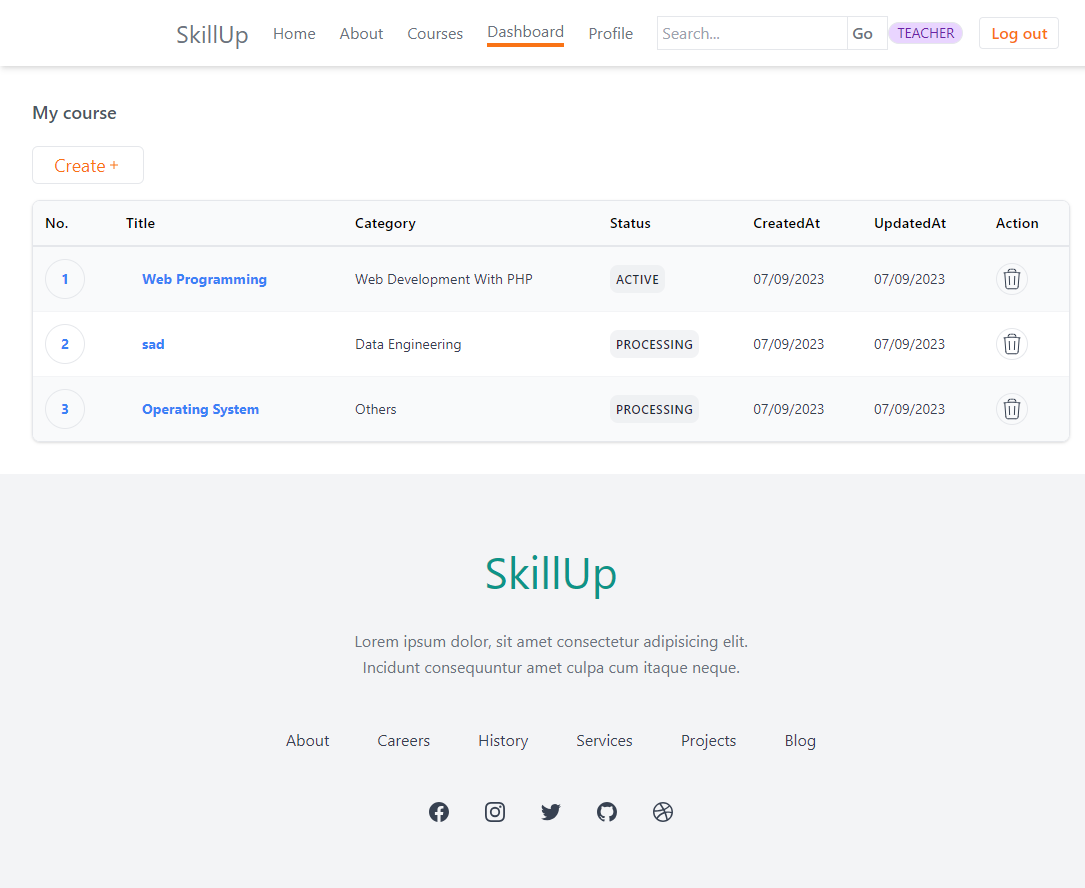 SkillUp Home About Courses Dashboard Profile Search... Go TEACHER Log out
My course
Create +
No. Title Category Status CreatedAt UpdatedAt Action
1 Web Programming Web Development With PHP ACTIVE 07/09/2023 07/09/2023
2 sad Data Engineering PROCESSING 07/09/2023 07/09/2023
3 Operating System Others PROCESSING 07/09/2023 07/09/2023
SkillUp
Lorem ipsum dolor, sit amet consectetur adipisicing elit.
Incidunt consequuntur amet culpa cum itaque neque.
About Careers History Services Projects Blog